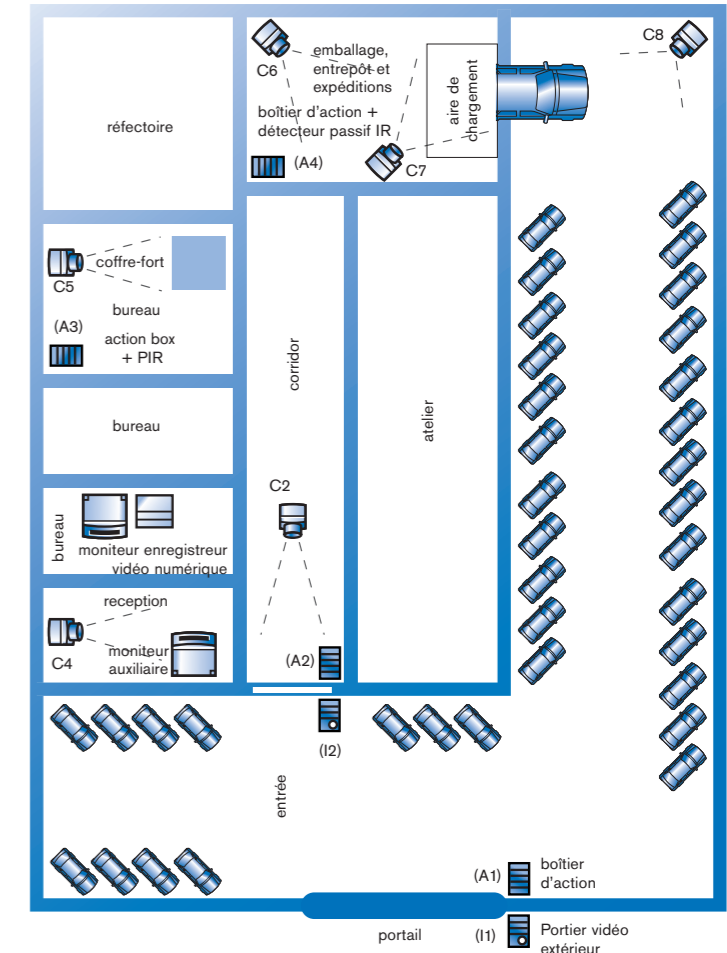 C6
emballage,
entrepôt et
expéditions
boîtier d'action +
détecteur passif IR
(A4)
C7
aire de
chargement
C8
réfectoire
C5
coffre-fort
bureau
(A3)
action box
+ PIR
corridor
atelier
bureau
C2
bureau
moniteur enregistreur
vidéo numérique
reception
C4
moniteur
auxiliaire
(A2)
(I2)
entrée
(A1)
boîtier
d'action
portail
(I1)
Portier vidéo
extérieur